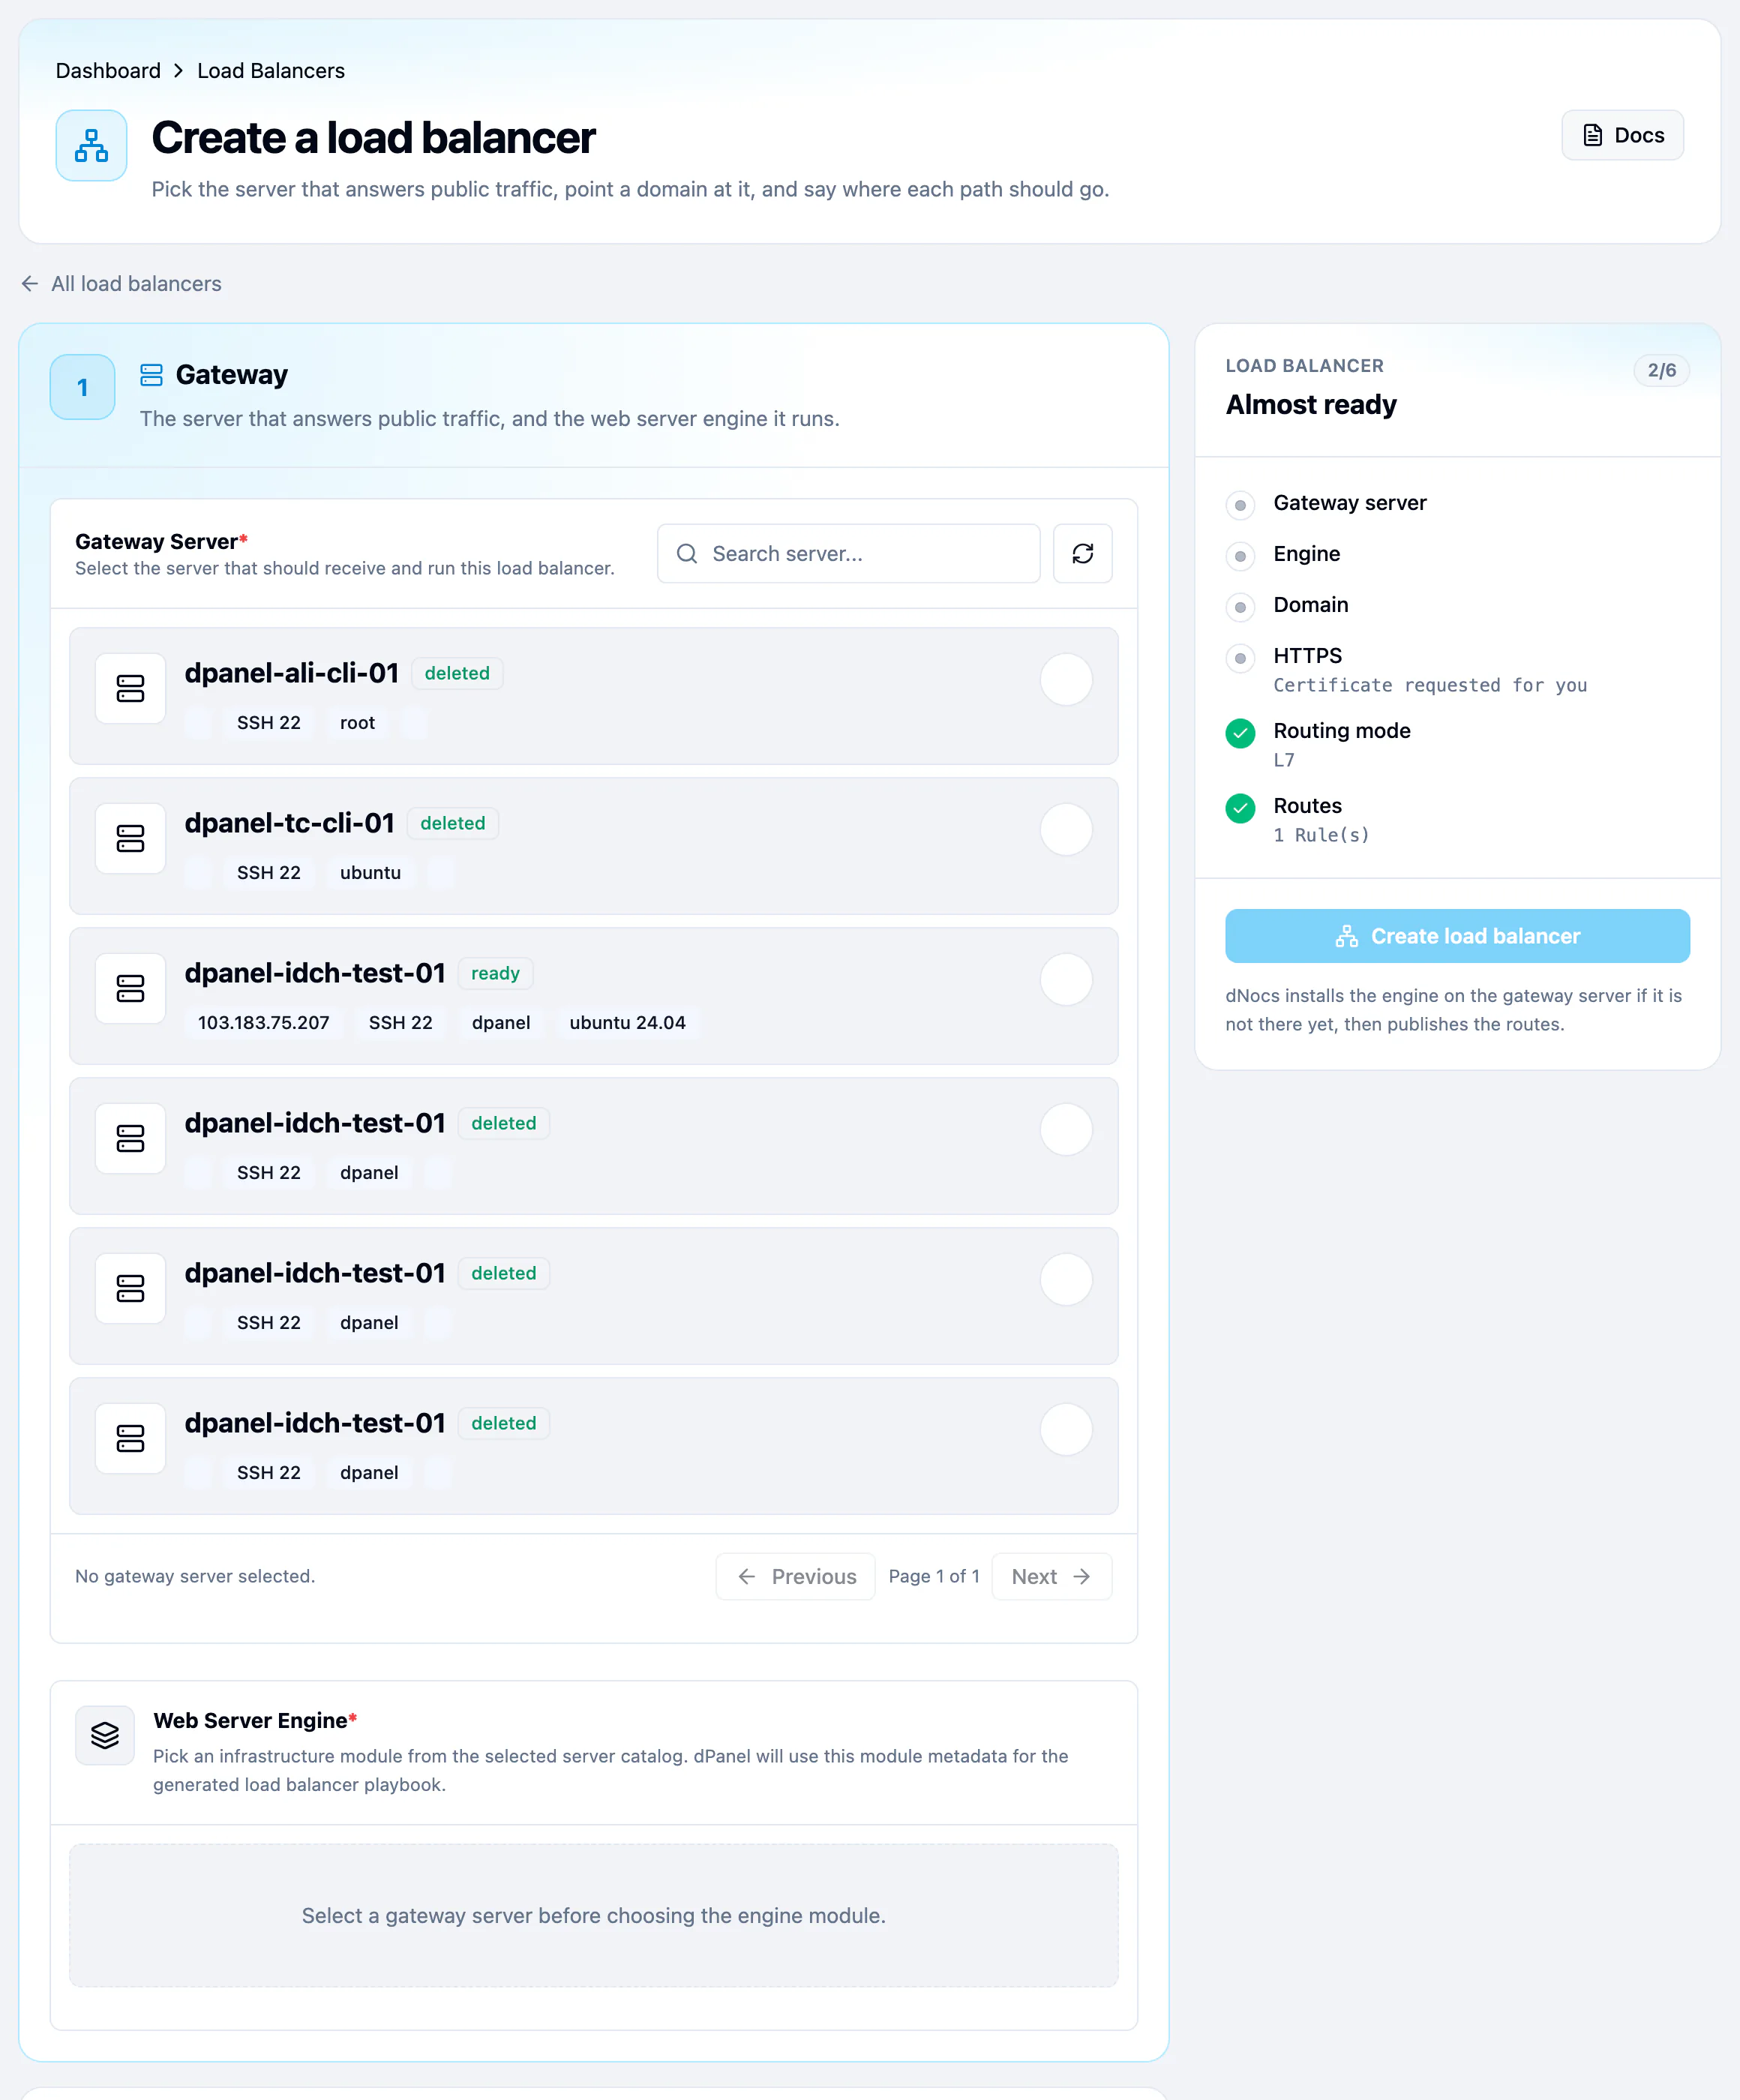 Dashboard > Load Balancers
Create a load balancer
Docs
Pick the server that answers public traffic, point a domain at it, and say where each path should go.
All load balancers
1
Gateway
The server that answers public traffic, and the web server engine it runs.
Gateway Server*
Select the server that should receive and run this load balancer.
Search server...
dpanel-ali-cli-01 deleted
SSH 22 root
dpanel-tc-cli-01 deleted
SSH 22 ubuntu
dpanel-idch-test-01 ready
103.183.75.207 SSH 22 dpanel ubuntu 24.04
dpanel-idch-test-01 deleted
SSH 22 dpanel
dpanel-idch-test-01 deleted
SSH 22 dpanel
dpanel-idch-test-01 deleted
SSH 22 dpanel
No gateway server selected.
Previous Page 1 of 1 Next
Web Server Engine*
Pick an infrastructure module from the selected server catalog. dPanel will use this module metadata for the
generated load balancer playbook.
Select a gateway server before choosing the engine module.
LOAD BALANCER
2/6
Almost ready
Gateway server
Engine
Domain
HTTPS
Certificate requested for you
Routing mode
L7
Routes
1 Rule(s)
Create load balancer
dNocs installs the engine on the gateway server if it is
not there yet, then publishes the routes.